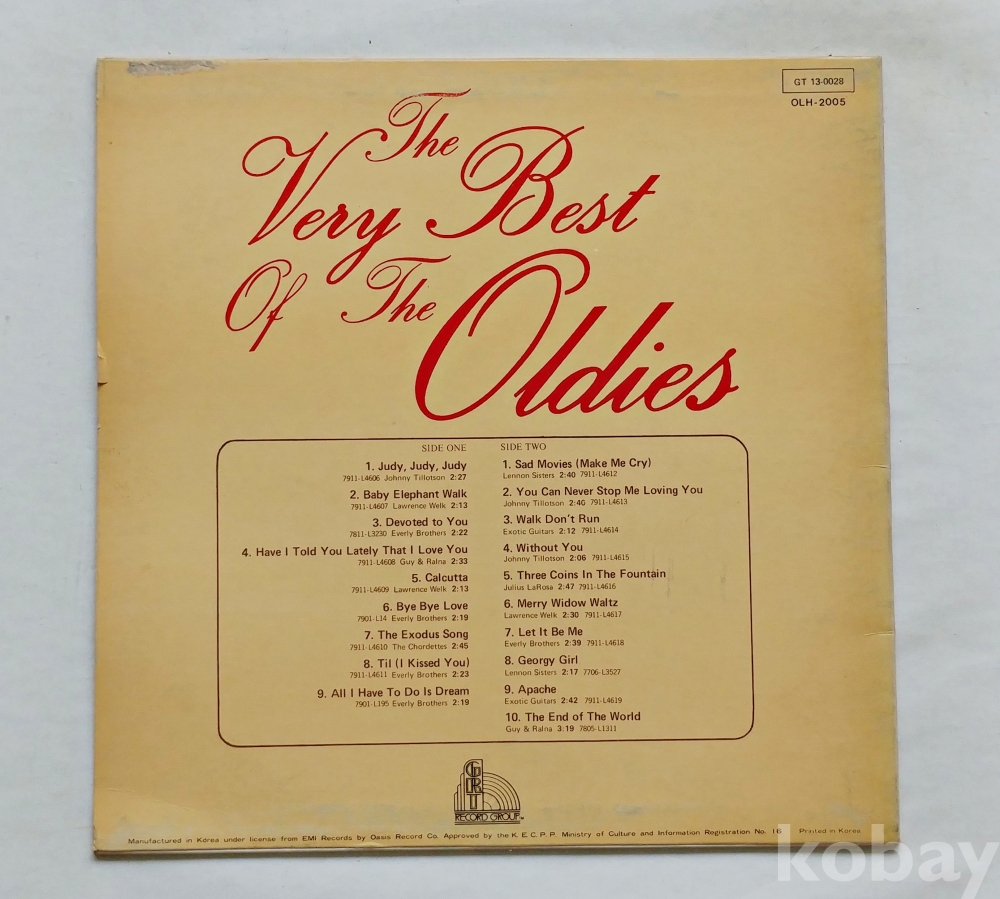 GT 13-0028
OLH-2005
The
Very Best
Of The
Oldies
SIDE ONE
1. Judy, Judy, Judy
7911-L4606 Johnny Tillotson 2:27
2. Baby Elephant Walk
7911-L4607 Lawrence Welk 2:13
3. Devoted to You
7811-L3230 Everly Brothers 2:22
4. Have I Told You Lately That I Love You
7911-L4608 Guy & Ralna 2:33
5. Calcutta
7911-L4609 Lawrence Welk 2:13
6. Bye Bye Love
7901-L14 Everly Brothers 2:19
7. The Exodus Song
7911-L4610 The Chordettes 2:45
8. Til (I Kissed You)
7911-L4611 Everly Brothers 2:23
9. All I Have To Do Is Dream
7901-L195 Everly Brothers 2:19
SIDE TWO
1. Sad Movies (Make Me Cry)
Lennon Sisters 2:40 7911-L4612
2. You Can Never Stop Me Loving You
Johnny Tillotson 2:40 7911-L4613
3. Walk Don't Run
Exotic Guitars 2:12 7911-L4614
4. Without You
Johnny Tillotson 2:06 7911-L4615
5. Three Coins In The Fountain
Julius LaRosa 2:47 7911-L4616
6. Merry Widow Waltz
Lawrence Welk 2:30 7911-L4617
7. Let It Be Me
Everly Brothers 2:39 7911-L4618
8. Georgy Girl
Lennon Sisters 2:17 7706-L3527
9. Apache
Exotic Guitars 2:42 7911-L4619
10. The End of The World
Guy & Ralna 3:19 7805-L1311
GRT
RECORD GROUP
Manufactured in Korea under license from EMI Records by Oasis Record Co. Approved by the K. E. C. P. P. Ministry of Culture and Information Registration No. 16 Printed in Korea
kobay